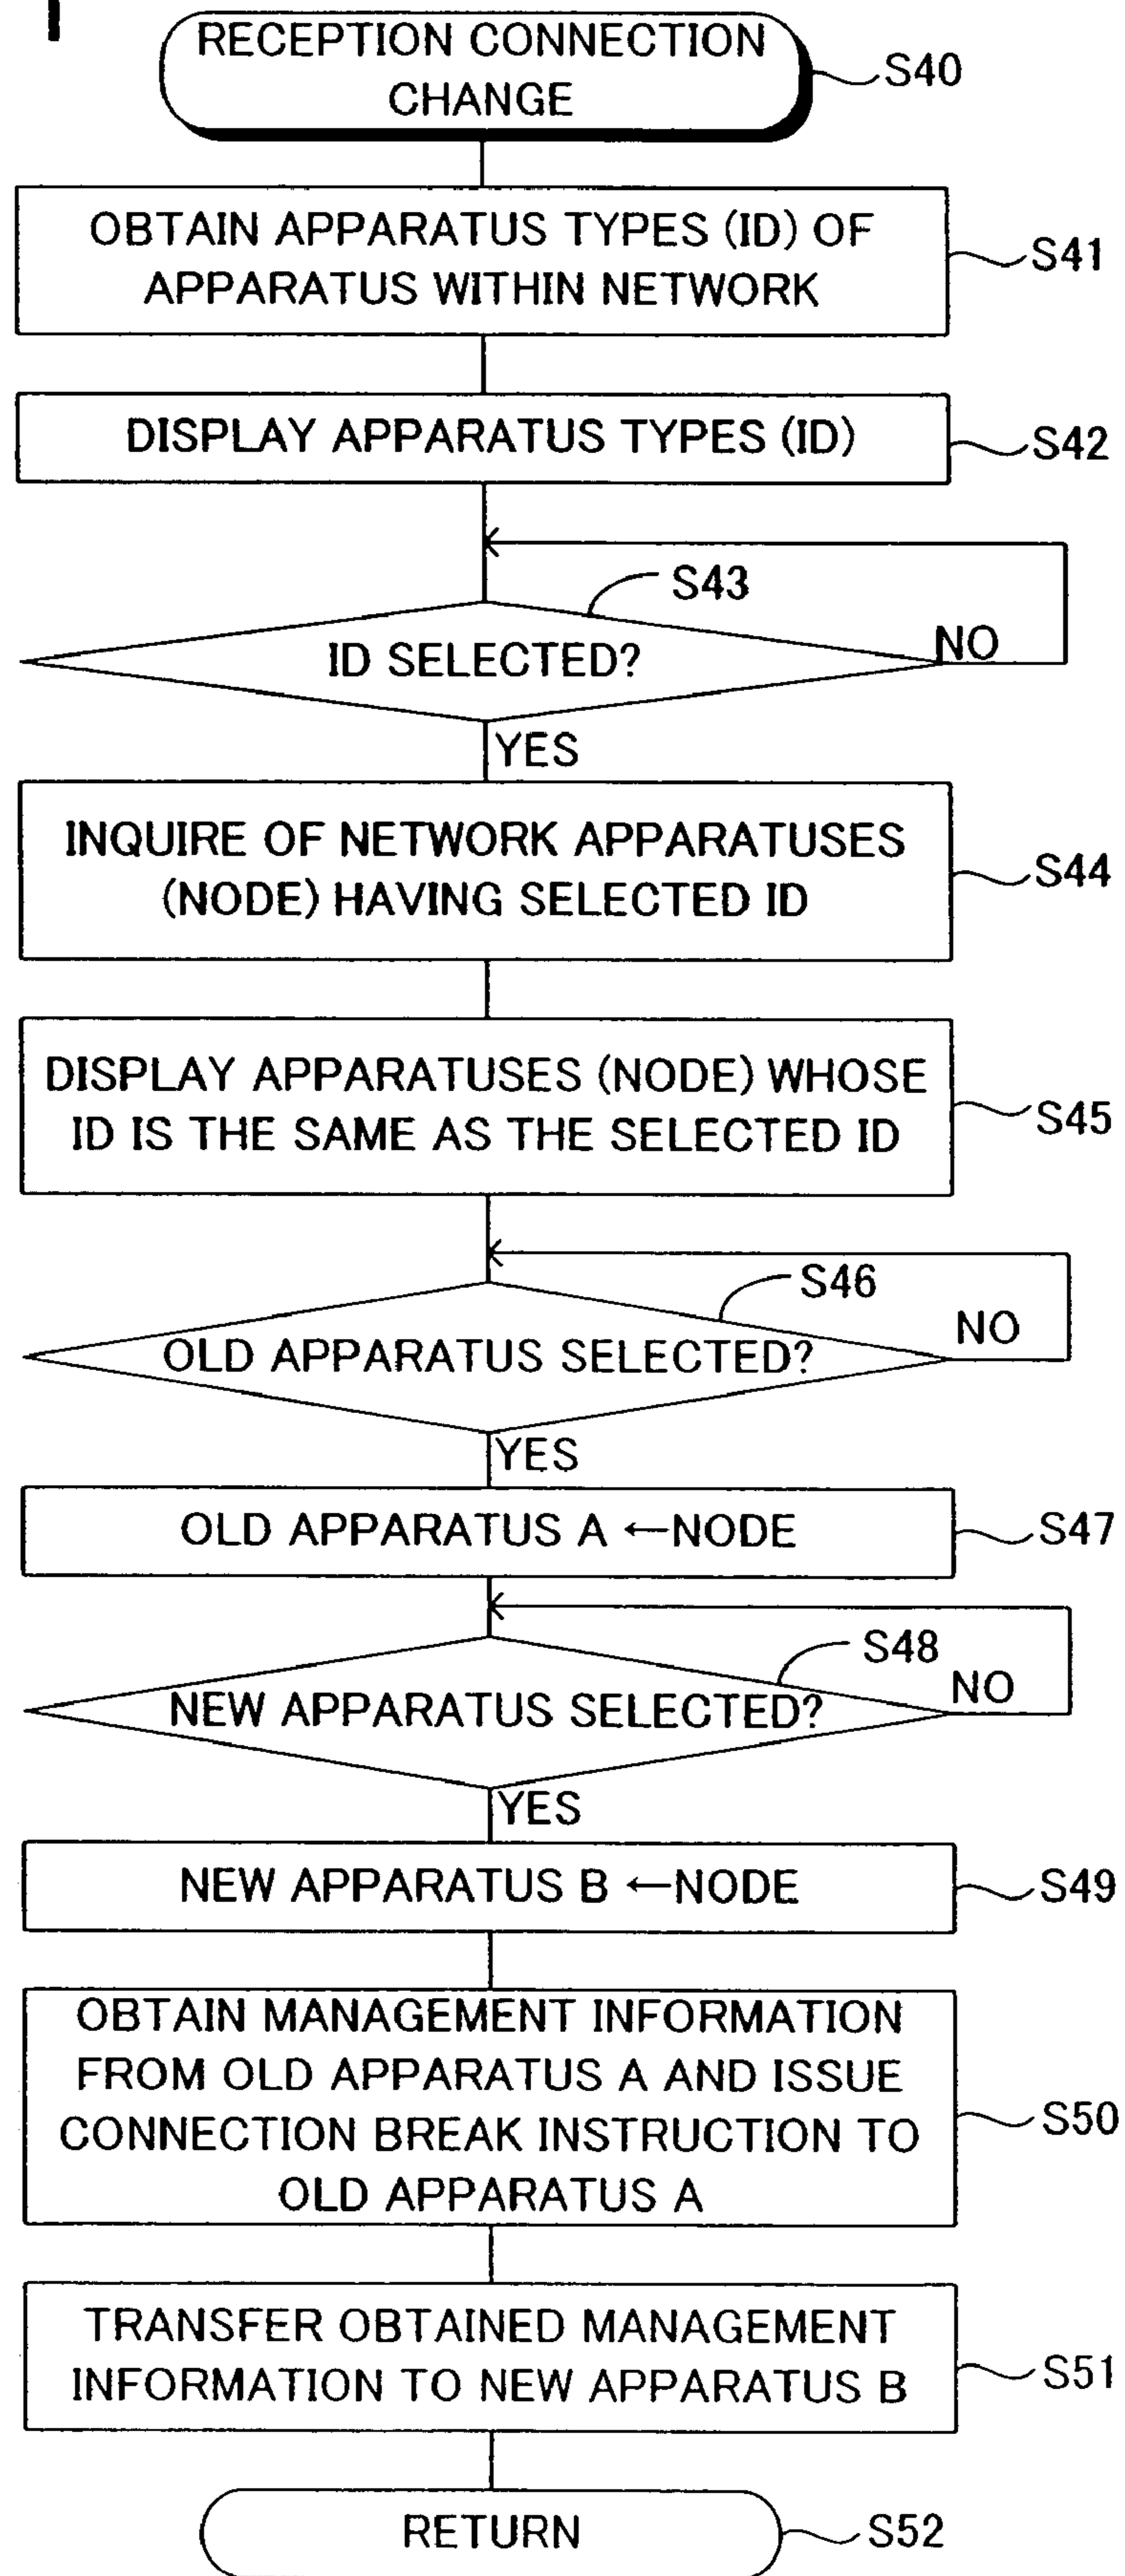 RECEPTION CONNECTION
CHANGE
S40
OBTAIN APPARATUS TYPES (ID) OF
APPARATUS WITHIN NETWORK
S41
DISPLAY APPARATUS TYPES (ID)
S42
S43
ID SELECTED?
NO
YES
INQUIRE OF NETWORK APPARATUSES
(NODE) HAVING SELECTED ID
S44
DISPLAY APPARATUSES (NODE) WHOSE
ID IS THE SAME AS THE SELECTED ID
S45
S46
OLD APPARATUS SELECTED?
NO
YES
OLD APPARATUS A ←NODE
S47
S48
NEW APPARATUS SELECTED?
NO
YES
NEW APPARATUS B ←NODE
S49
OBTAIN MANAGEMENT INFORMATION
FROM OLD APPARATUS A AND ISSUE
CONNECTION BREAK INSTRUCTION TO
OLD APPARATUS A
S50
TRANSFER OBTAINED MANAGEMENT
INFORMATION TO NEW APPARATUS B
S51
RETURN
S52